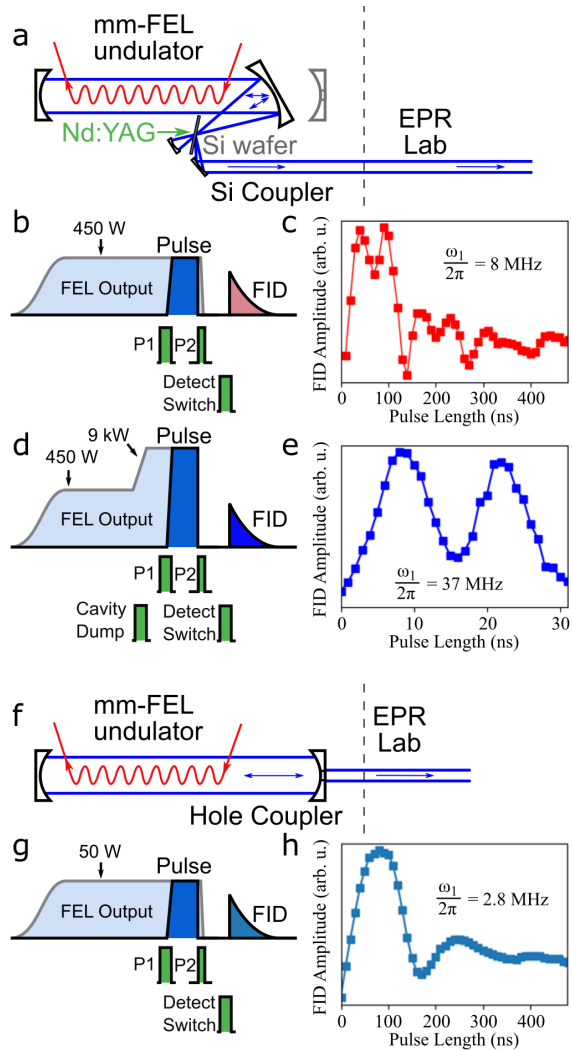 a
mm-FEL
undulator
Nd:YAG
Si wafer
EPR
Lab
Si Coupler
b
450 W
Pulse
FEL Output
FID
P1
P2
Detect
Switch
c
FID Amplitude (arb. u.)
ω₁/2π = 8 MHz
0 100 200 300 400
Pulse Length (ns)
d
9 kW
450 W
Pulse
FEL Output
FID
P1
P2
Cavity
Dump
Detect
Switch
e
FID Amplitude (arb. u.)
ω₁/2π = 37 MHz
0 10 20 30
Pulse Length (ns)
f
mm-FEL
undulator
EPR
Lab
Hole Coupler
g
50 W
Pulse
FEL Output
FID
P1
P2
Detect
Switch
h
FID Amplitude (arb. u.)
ω₁/2π = 2.8 MHz
0 100 200 300 400
Pulse Length (ns)